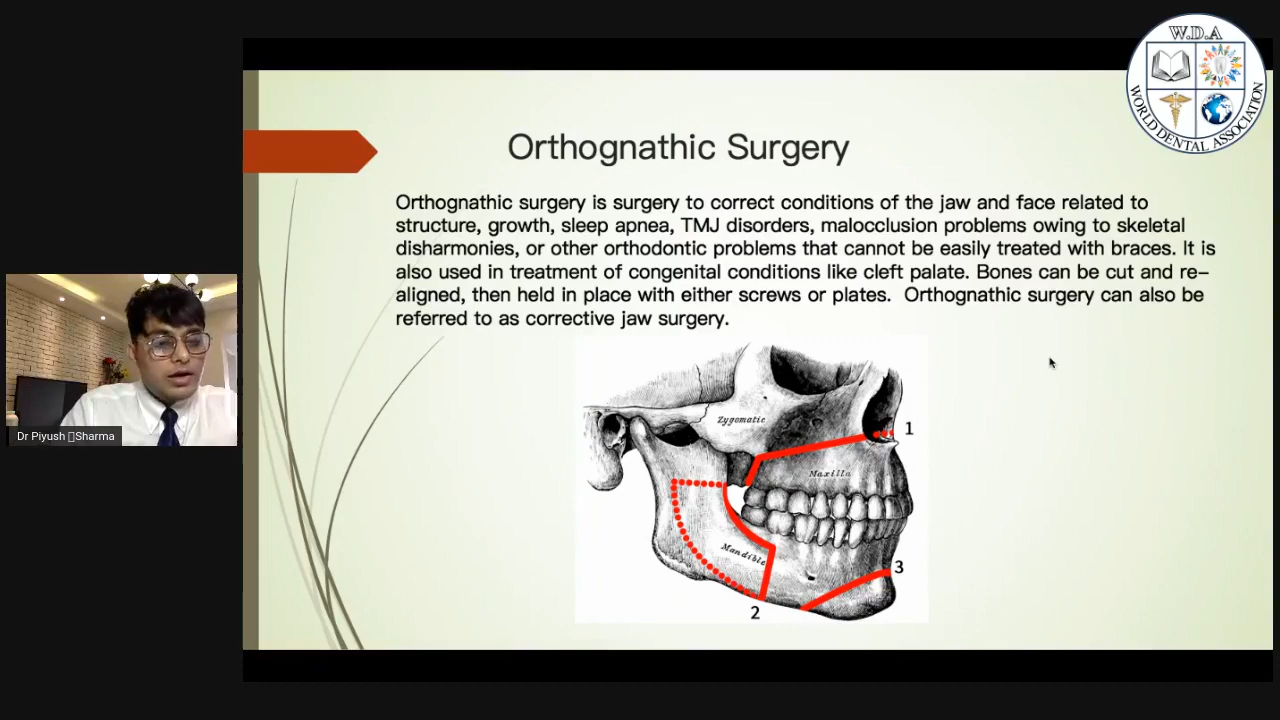 W.D.A
WORLD DENTAL ASSOCIATION
Orthognathic Surgery
Orthognathic surgery is surgery to correct conditions of the jaw and face related to
structure, growth, sleep apnea, TMJ disorders, malocclusion problems owing to skeletal
disharmonies, or other orthodontic problems that cannot be easily treated with braces. It is
also used in treatment of congenital conditions like cleft palate. Bones can be cut and re–
aligned, then held in place with either screws or plates.  Orthognathic surgery can also be
referred to as corrective jaw surgery.
Zygomatic
1
Maxilla
Mandible
3
2
Dr Piyush Sharma